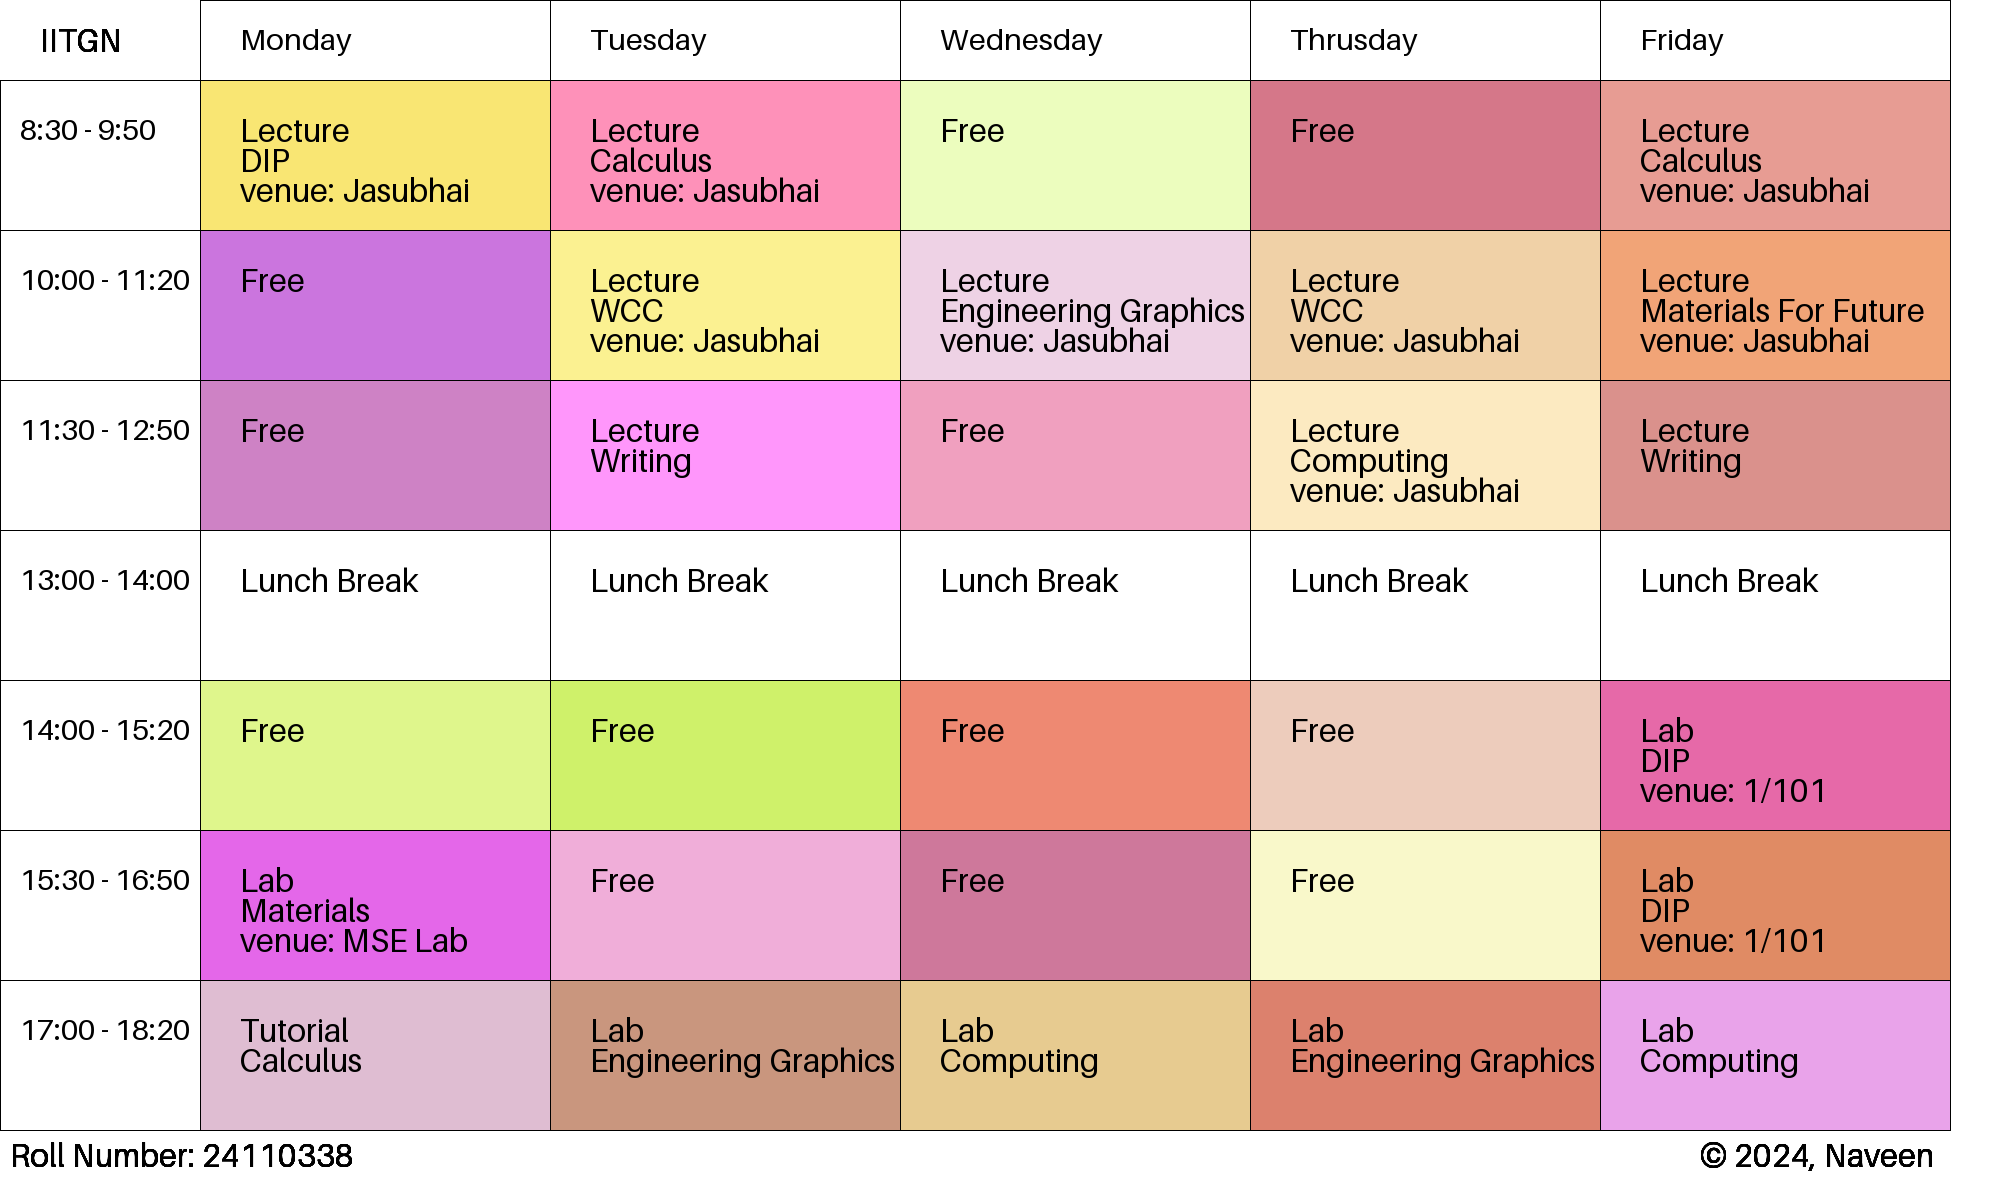 IITGN Monday Tuesday Wednesday Thrusday Friday
8:30 - 9:50
Lecture
DIP
venue: Jasubhai
Lecture
Calculus
venue: Jasubhai
Free
Free
Lecture
Calculus
venue: Jasubhai
10:00 - 11:20
Free
Lecture
WCC
venue: Jasubhai
Lecture
Engineering Graphics
venue: Jasubhai
Lecture
WCC
venue: Jasubhai
Lecture
Materials For Future
venue: Jasubhai
11:30 - 12:50
Free
Lecture
Writing
Free
Lecture
Computing
venue: Jasubhai
Lecture
Writing
13:00 - 14:00
Lunch Break
Lunch Break
Lunch Break
Lunch Break
Lunch Break
14:00 - 15:20
Free
Free
Free
Free
Lab
DIP
venue: 1/101
15:30 - 16:50
Lab
Materials
venue: MSE Lab
Free
Free
Free
Lab
DIP
venue: 1/101
17:00 - 18:20
Tutorial
Calculus
Lab
Engineering Graphics
Lab
Computing
Lab
Engineering Graphics
Lab
Computing
Roll Number: 24110338
© 2024, Naveen